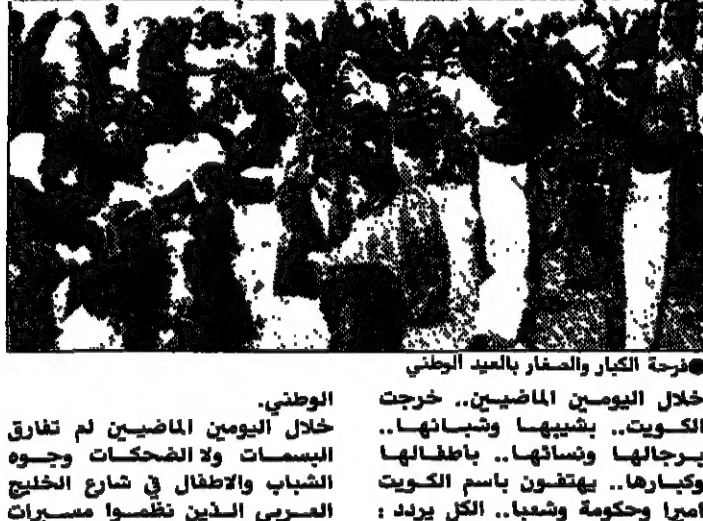 ●فرحة الكبار والصغار بالعيد الوطني
خلال اليومين الماضيين.. خرجت
الكويت.. بشيبها وشبانها..
برجالها ونسائها.. بأطفالها
وكبارها.. يهتفون باسم الكويت
اميرا وحكومة وشعبا.. الكل يردد :
الوطني.
خلال اليومين الماضيين لم تفارق
البسمات ولا الضحكات وجوه
الشباب والاطفال في شارع الخليج
العربي الذين نظموا مسيرات